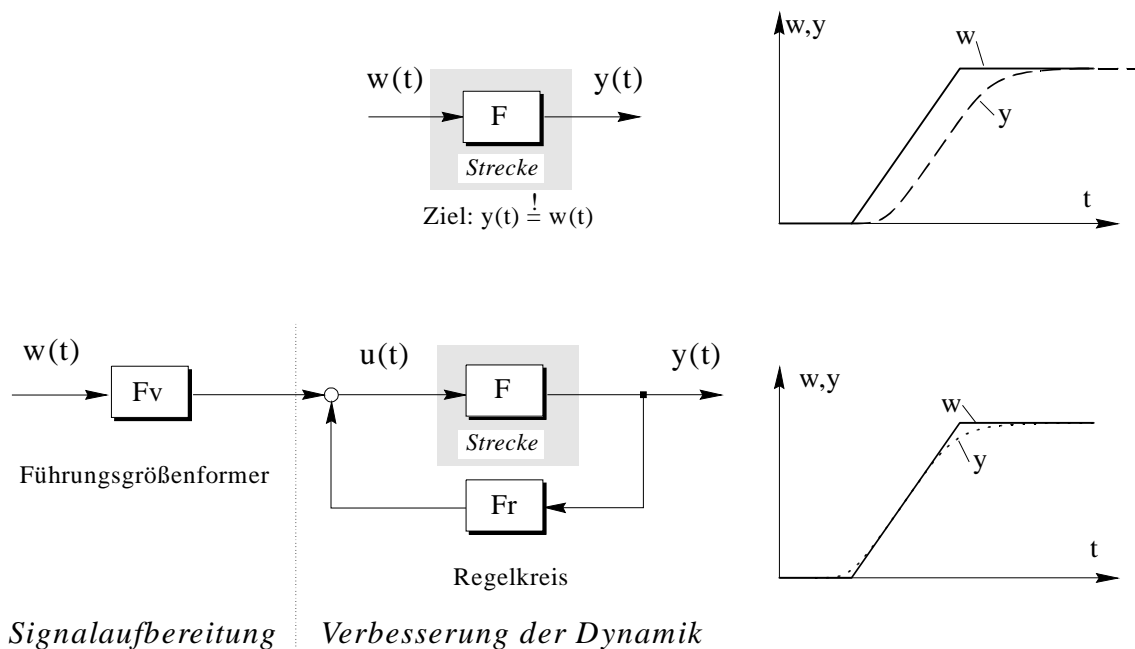 w,y
w
w(t)
y(t)
F
y
Strecke
t
Ziel: y(t) != w(t)
w(t)
u(t)
y(t)
w,y
Fv
F
w
Strecke
y
Führungsgrößenformer
Fr
t
Regelkreis
Signalaufbereitung
Verbesserung der Dynamik